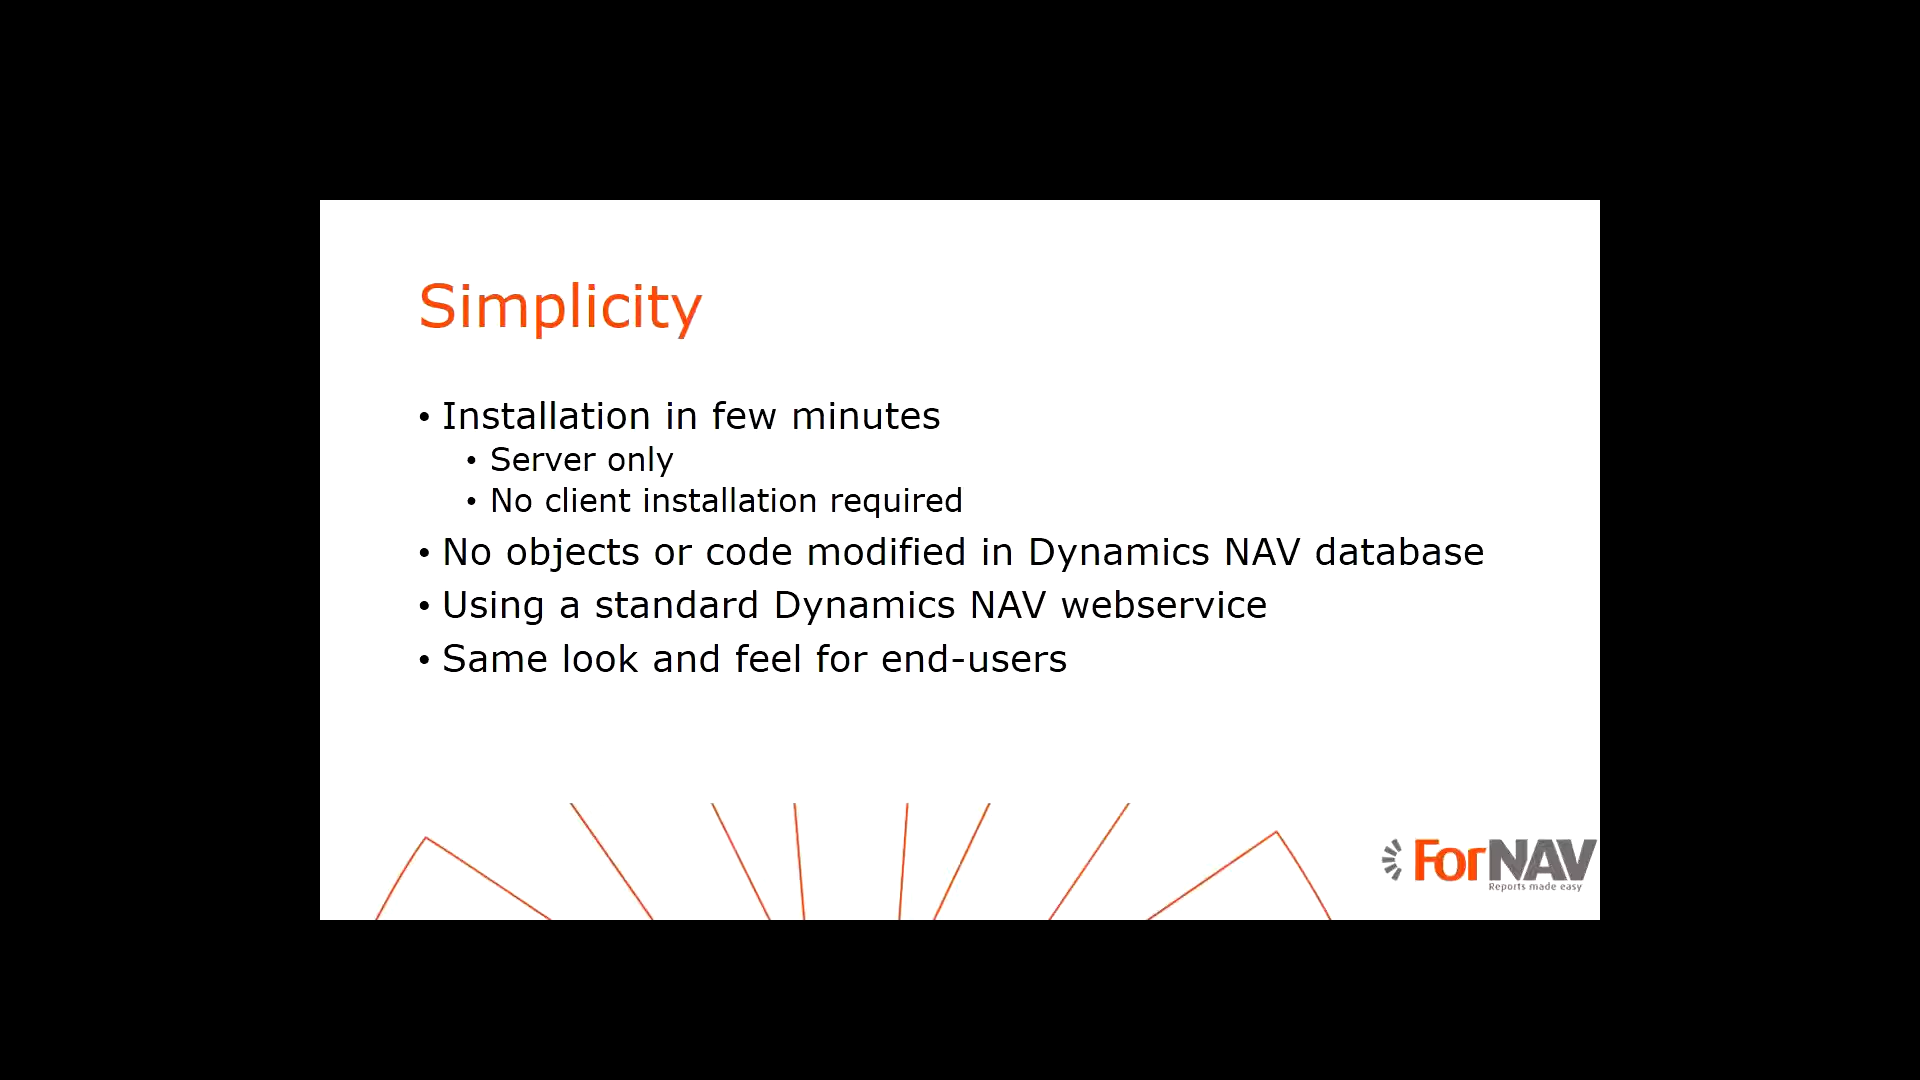 Simplicity
• Installation in few minutes
• Server only
• No client installation required
• No objects or code modified in Dynamics NAV database
• Using a standard Dynamics NAV webservice
• Same look and feel for end-users
ForNAV
Reports made easy